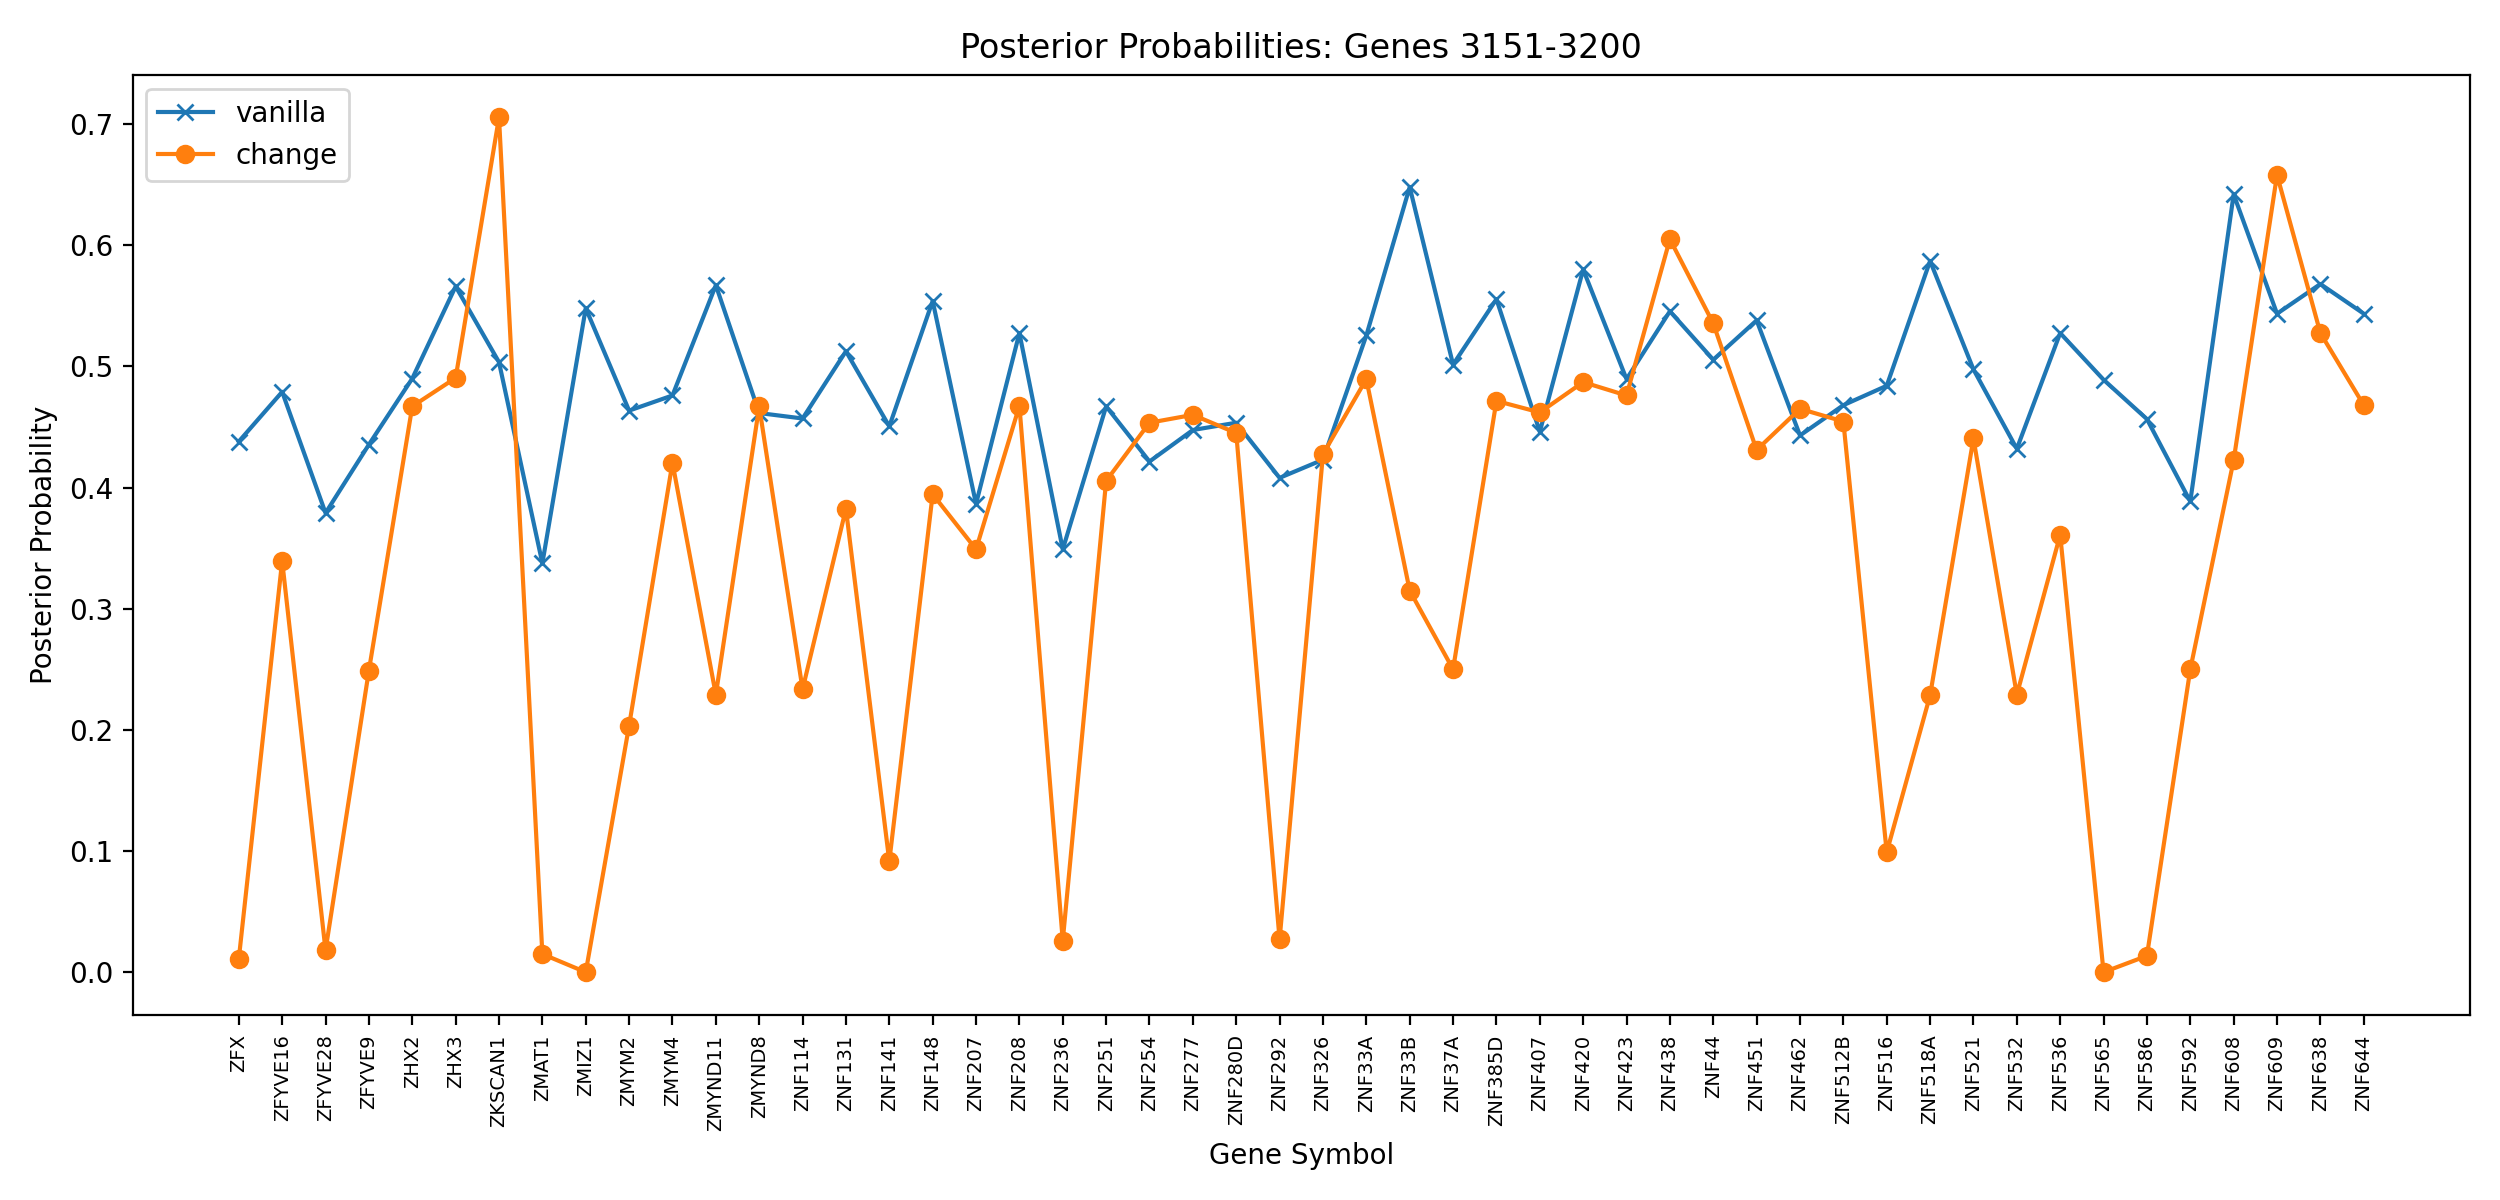 Posterior Probabilities: Genes 3151-3200
vanilla
change
Posterior Probability
0.7
0.6
0.5
0.4
0.3
0.2
0.1
0.0
ZFX
ZFYVE16
ZFYVE28
ZFYVE9
ZHX2
ZHX3
ZKSCAN1
ZMAT1
ZMIZ1
ZMYM2
ZMYM4
ZMYND11
ZMYND8
ZNF114
ZNF131
ZNF141
ZNF148
ZNF207
ZNF208
ZNF236
ZNF251
ZNF254
ZNF277
ZNF280D
ZNF292
ZNF326
ZNF33A
ZNF33B
ZNF37A
ZNF385D
ZNF407
ZNF420
ZNF423
ZNF438
ZNF44
ZNF451
ZNF462
ZNF512B
ZNF516
ZNF518A
ZNF521
ZNF532
ZNF536
ZNF565
ZNF586
ZNF592
ZNF608
ZNF609
ZNF638
ZNF644
Gene Symbol